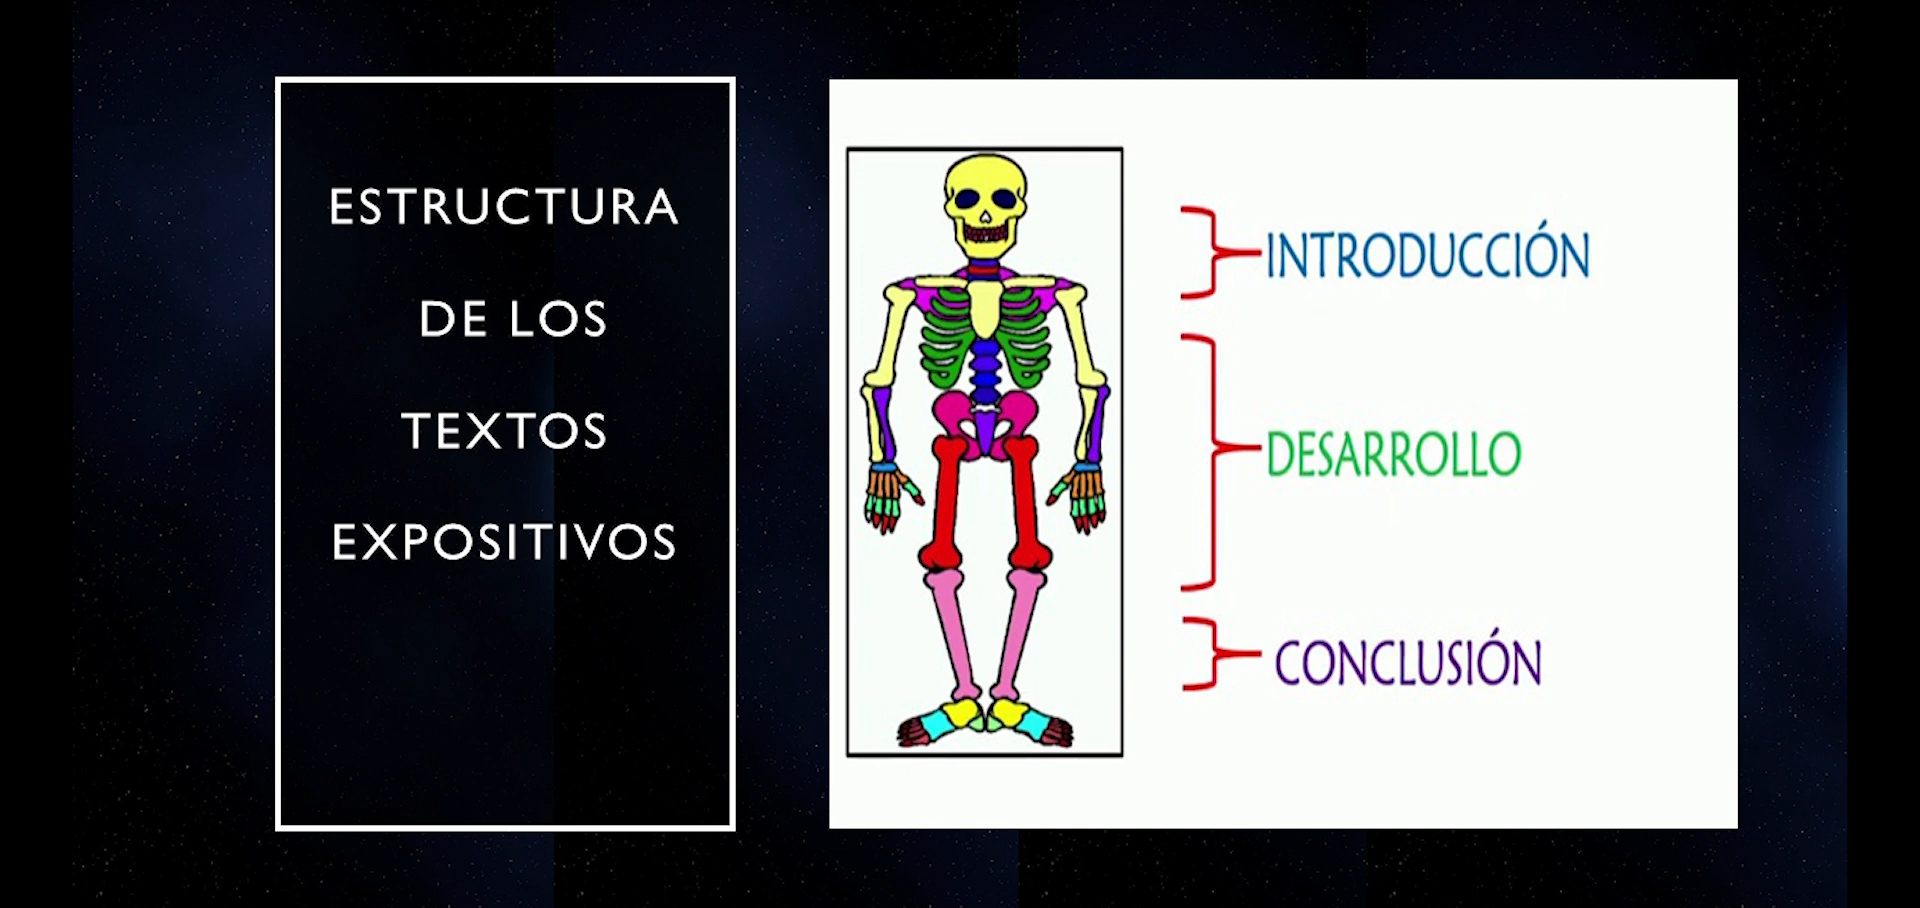 ESTRUCTURA
DE LOS
TEXTOS
EXPOSITIVOS
INTRODUCCIÓN
DESARROLLO
CONCLUSIÓN